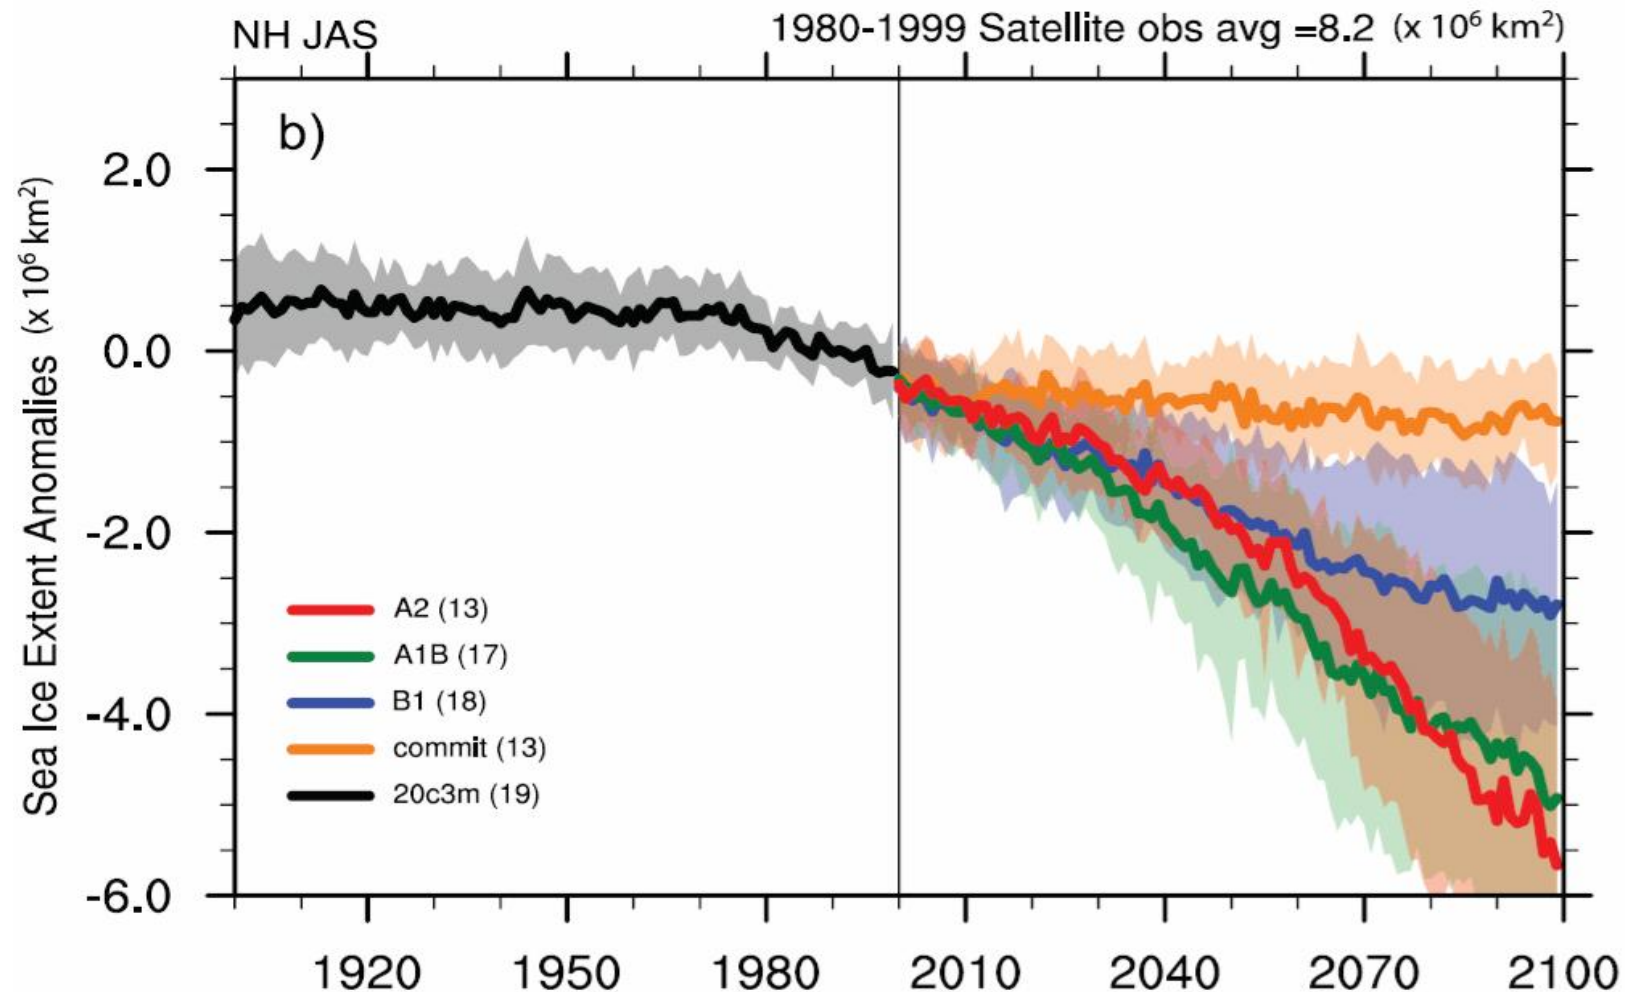 NH JAS
1980-1999 Satellite obs avg =8.2 (x 10⁶ km²)
b)
Sea Ice Extent Anomalies (x 10⁶ km²)
2.0
0.0
-2.0
-4.0
-6.0
A2 (13)
A1B (17)
B1 (18)
commit (13)
20c3m (19)
1920 1950 1980 2010 2040 2070 2100